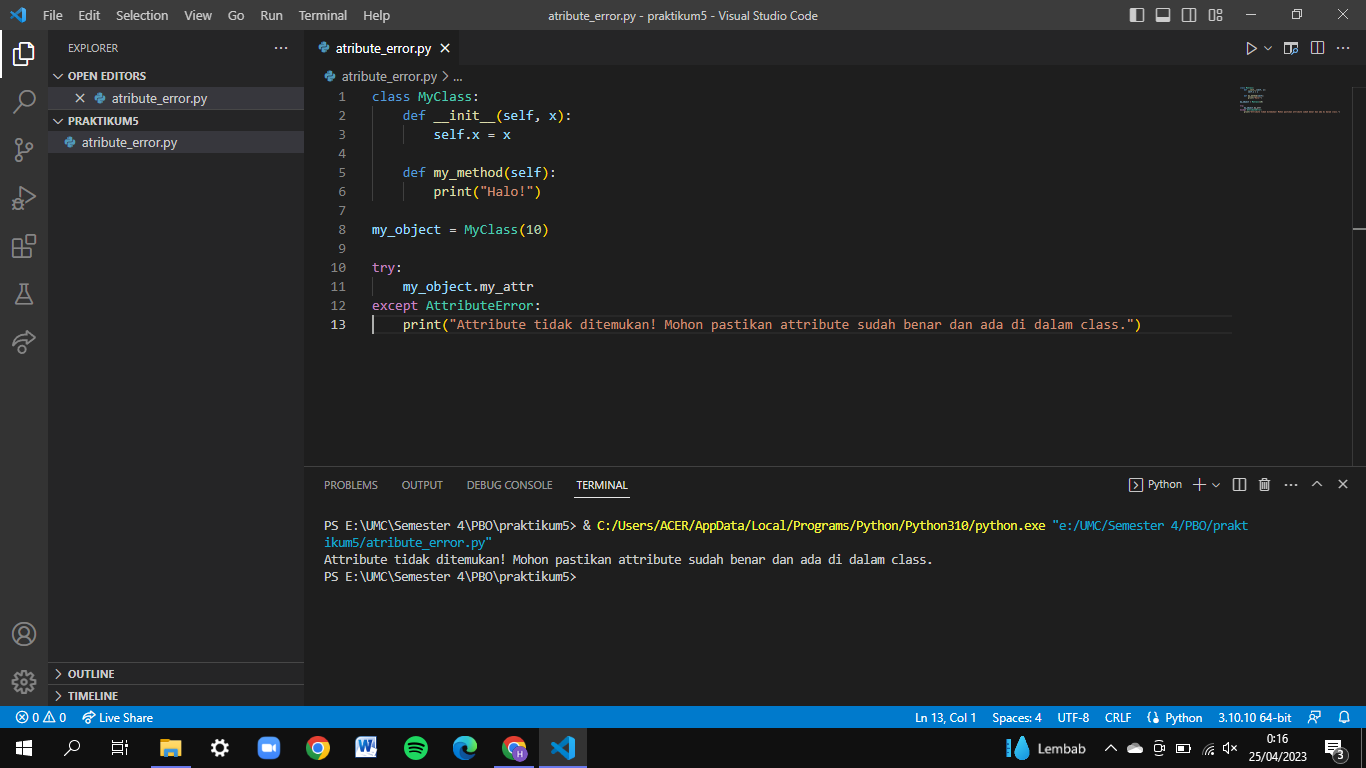 File Edit Selection View Go Run Terminal Help
atribute_error.py - praktikum5 - Visual Studio Code
EXPLORER
OPEN EDITORS
atribute_error.py
PRAKTIKUM5
atribute_error.py
OUTLINE
TIMELINE
atribute_error.py
atribute_error.py > ...
1 class MyClass:
2     def __init__(self, x):
3         self.x = x
4
5     def my_method(self):
6         print("Halo!")
7
8 my_object = MyClass(10)
9
10 try:
11     my_object.my_attr
12 except AttributeError:
13     print("Attribute tidak ditemukan! Mohon pastikan attribute sudah benar dan ada di dalam class.")
PROBLEMS OUTPUT DEBUG CONSOLE TERMINAL
Python
PS E:\UMC\Semester 4\PBO\praktikum5> & C:/Users/ACER/AppData/Local/Programs/Python/Python310/python.exe "e:/UMC/Semester 4/PBO/prakt
ikum5/atribute_error.py"
Attribute tidak ditemukan! Mohon pastikan attribute sudah benar dan ada di dalam class.
PS E:\UMC\Semester 4\PBO\praktikum5>
0 0 Live Share
Ln 13, Col 1 Spaces: 4 UTF-8 CRLF Python 3.10.10 64-bit
Lembab
0:16
25/04/2023
3